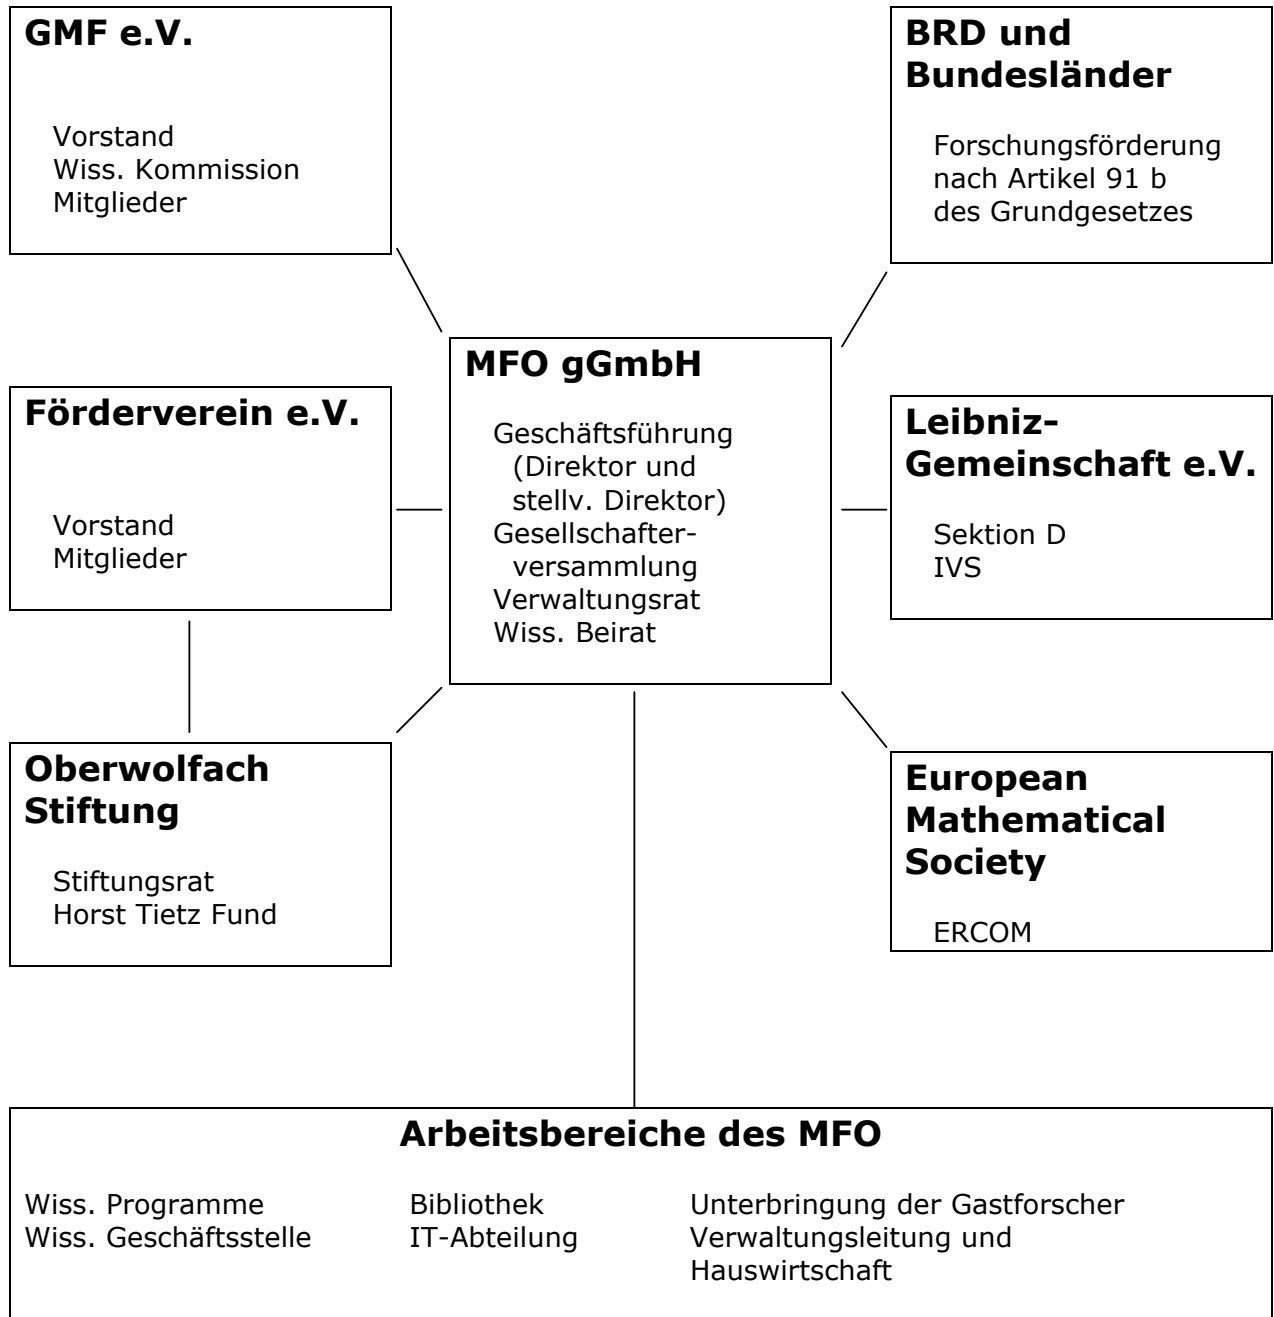 GMF e.V.
Vorstand
Wiss. Kommission
Mitglieder
BRD und
Bundesländer
Forschungsförderung
nach Artikel 91 b
des Grundgesetzes
MFO gGmbH
Geschäftsführung
(Direktor und
stellv. Direktor)
Gesellschafter-
versammlung
Verwaltungsrat
Wiss. Beirat
Förderverein e.V.
Vorstand
Mitglieder
Leibniz-
Gemeinschaft e.V.
Sektion D
IVS
Oberwolfach
Stiftung
Stiftungsrat
Horst Tietz Fund
European
Mathematical
Society
ERCOM
Arbeitsbereiche des MFO
Wiss. Programme
Wiss. Geschäftsstelle
Bibliothek
IT-Abteilung
Unterbringung der Gastforscher
Verwaltungsleitung und
Hauswirtschaft